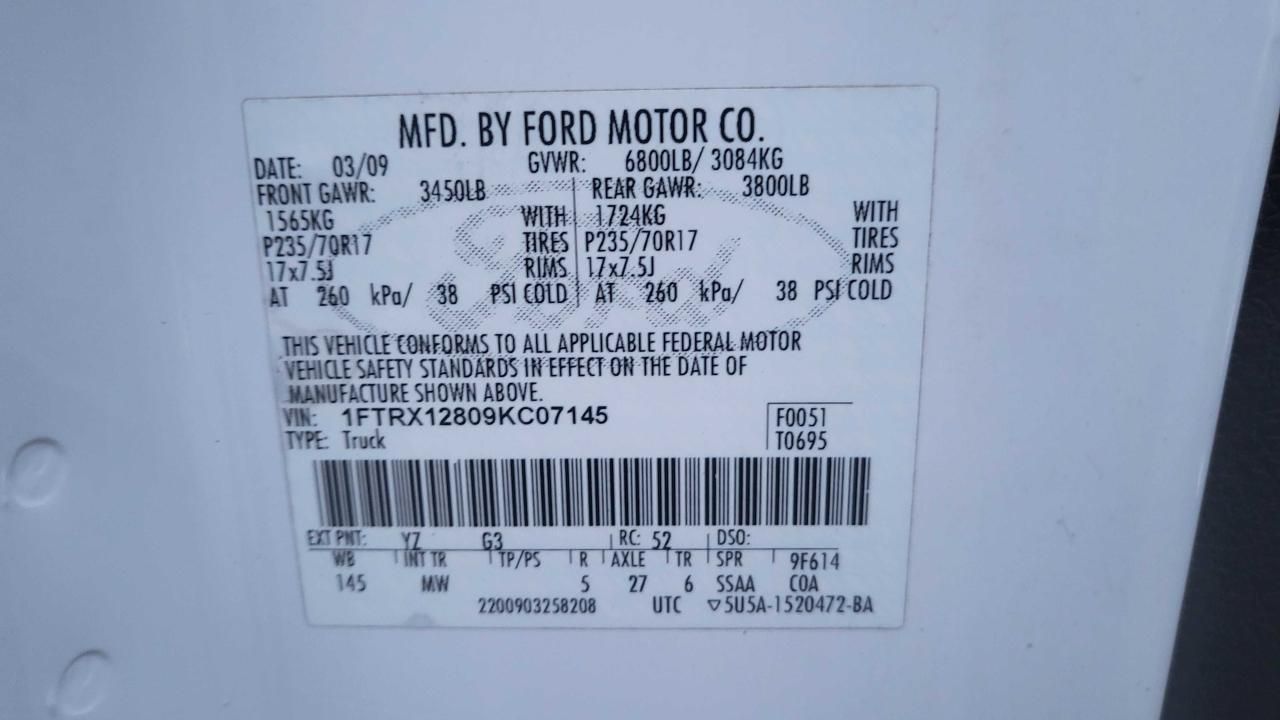 MFD. BY FORD MOTOR CO.
DATE: 03/09 GVWR: 6800LB/ 3084KG
FRONT GAWR: 3450LB REAR GAWR: 3800LB
1565KG WITH 1724KG WITH
P235/70R17 TIRES P235/70R17 TIRES
17x7.5J RIMS 17x7.5J RIMS
AT 260 kPa/ 38 PSI COLD AT 260 kPa/ 38 PSI COLD
Ford
THIS VEHICLE CONFORMS TO ALL APPLICABLE FEDERAL MOTOR
VEHICLE SAFETY STANDARDS IN EFFECT ON THE DATE OF
MANUFACTURE SHOWN ABOVE.
VIN: 1FTRX12809KC07145 F0051
TYPE: Truck T0695
EXT PNT: YZ G3 RC: 52 DSO:
WB INT TR TP/PS R AXLE TR SPR 9F614
145 MW 5 27 6 SSAA COA
2200903258208 UTC ▽5U5A-1520472-BA